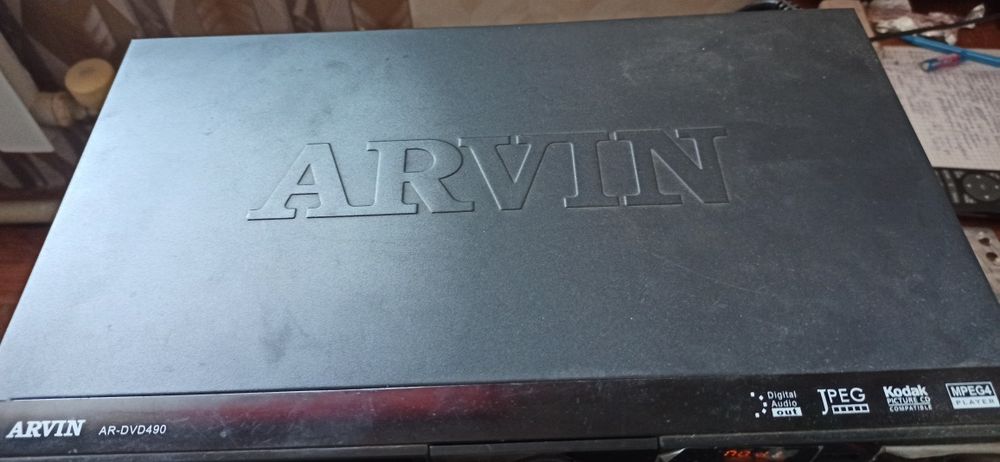 ARVIN
ARVIN AR-DVD490
Digital
Audio
out
JPEG
Kodak
PICTURE CD
COMPATIBLE
MPEG4
PLAYER